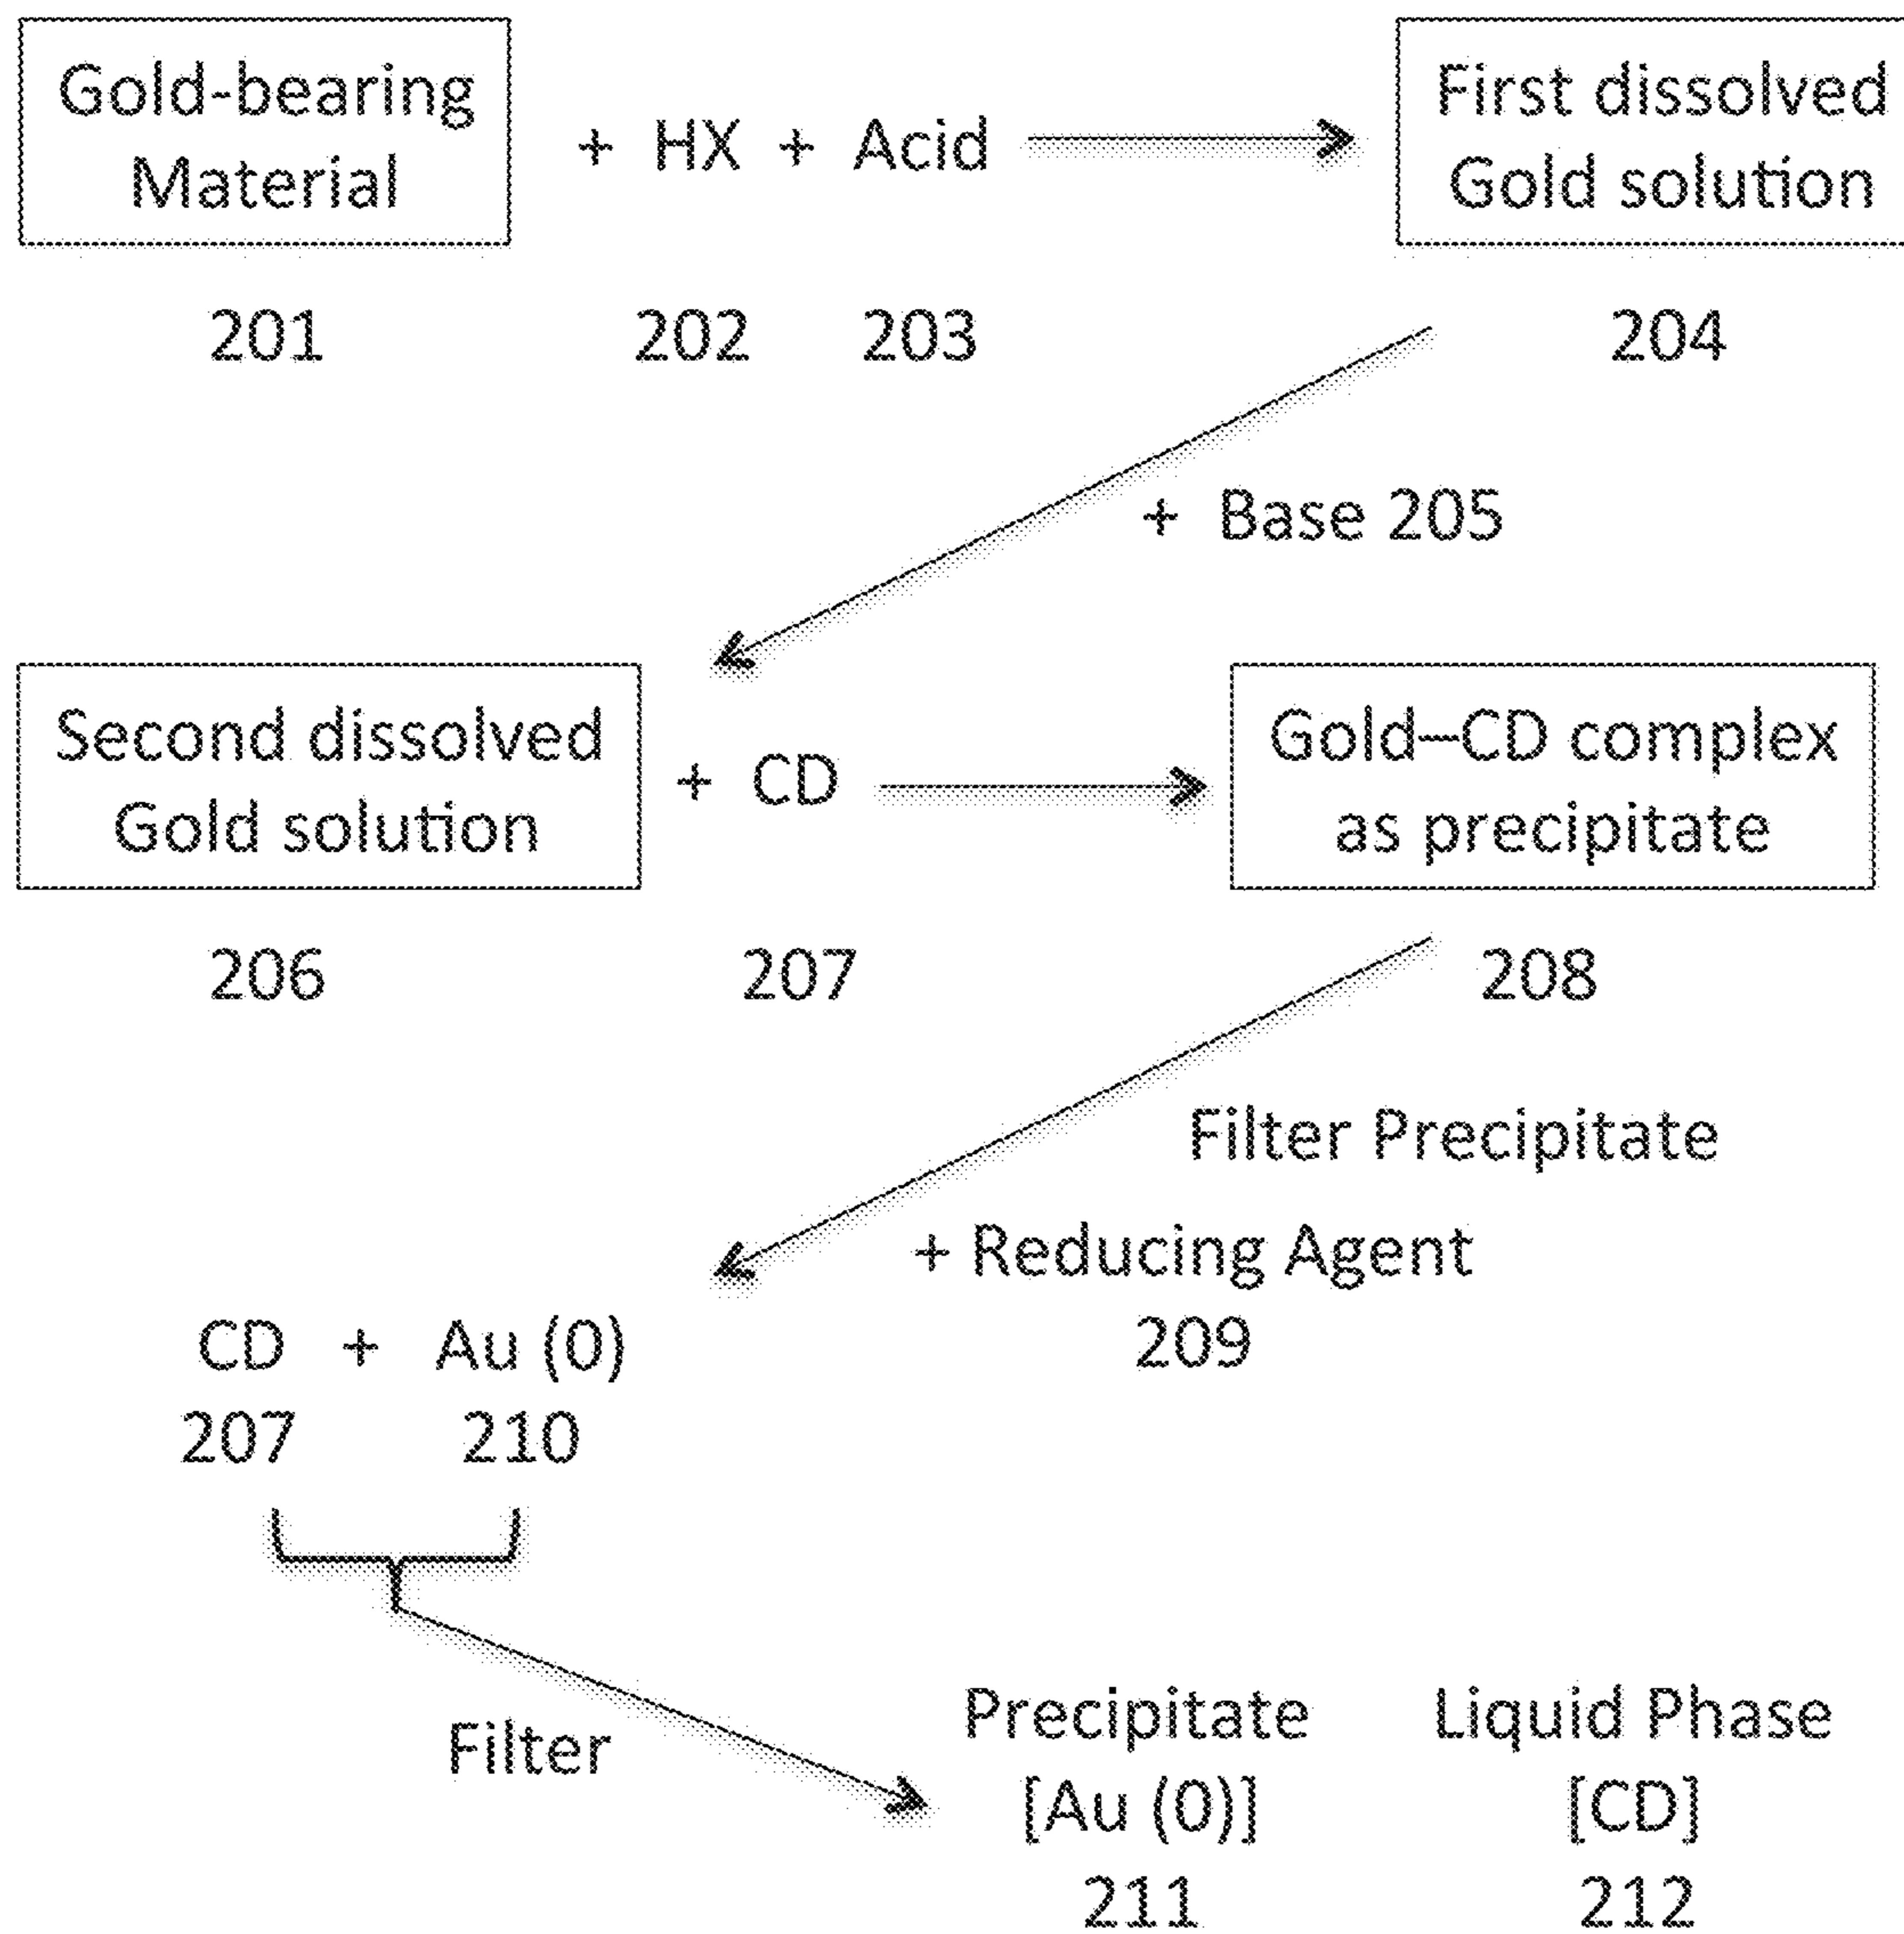 Gold-bearing
Material
+ HX + Acid
First dissolved
Gold solution
201
202
203
204
+ Base 205
Second dissolved
Gold solution
+ CD
Gold–CD complex
as precipitate
206
207
208
Filter Precipitate
+ Reducing Agent
209
CD + Au (0)
207
210
Filter
Precipitate
[Au (0)]
211
Liquid Phase
[CD]
212